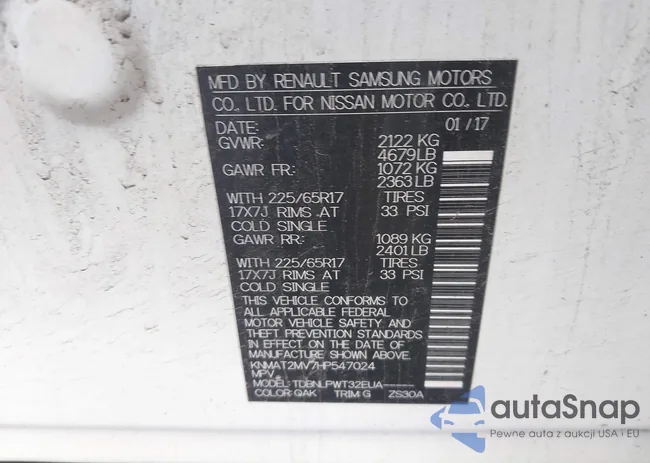 MFD BY RENAULT SAMSUNG MOTORS
CO., LTD. FOR NISSAN MOTOR CO., LTD.
DATE: 01/17
GVWR: 2122 KG
4679LB
GAWR FR: 1072 KG
2363 LB
WITH 225/65R17 TIRES
17X7J RIMS AT 33 PSI
COLD SINGLE
GAWR RR: 1089 KG
2401 LB
WITH 225/65R17 TIRES
17X7J RIMS AT 33 PSI
COLD SINGLE
THIS VEHICLE CONFORMS TO
ALL APPLICABLE FEDERAL
MOTOR VEHICLE SAFETY AND
THEFT PREVENTION STANDARDS
IN EFFECT ON THE DATE OF
MANUFACTURE SHOWN ABOVE.
KNMAT2MV7HP547024
MPV
MODEL: TDBNLPWT32EUA-----
COLOR: QAK TRIM: G ZS30A
autoSnap
Pewne auta z aukcji USA i EU